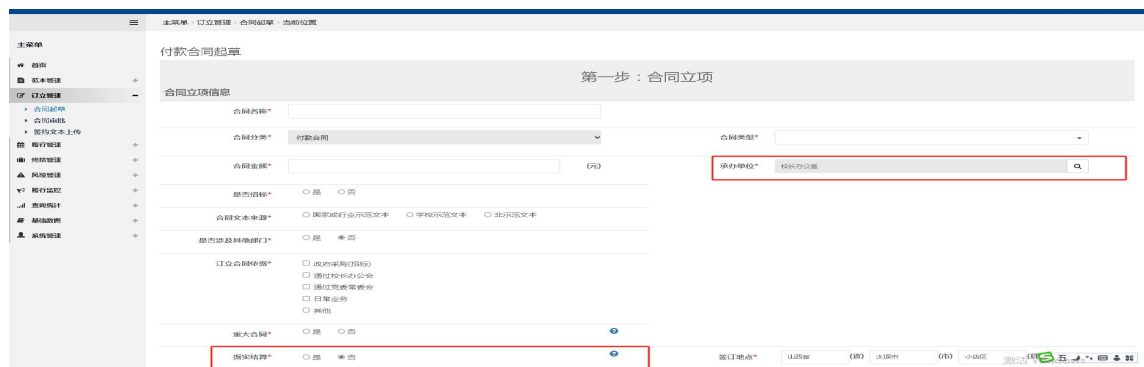 主菜单 > 订立管理 > 合同起草 > 当前位置
主菜单
首页
范本管理
订立管理
合同起草
合同审批
签约文本上传
履行管理
终结管理
风险管理
履行监控
查询统计
基础数据
系统管理
付款合同起草
第一步：合同立项
合同立项信息
合同名称*
合同分类* 付款合同 合同类型*
合同金额* (元) 承办单位* 校长办公室
是否招标* 是 否
合同文本来源* 国家或行业示范文本 学校示范文本 非示范文本
是否涉及其他部门* 是 否
订立合同依据* 政府采购(招标)
通过校长办公会
通过党委常委会
日常业务
其他
重大合同* 是 否
据实结算* 是 否 签订地点* 山西省 (省) 太原市 (市) 小店区
激活 Windows
五